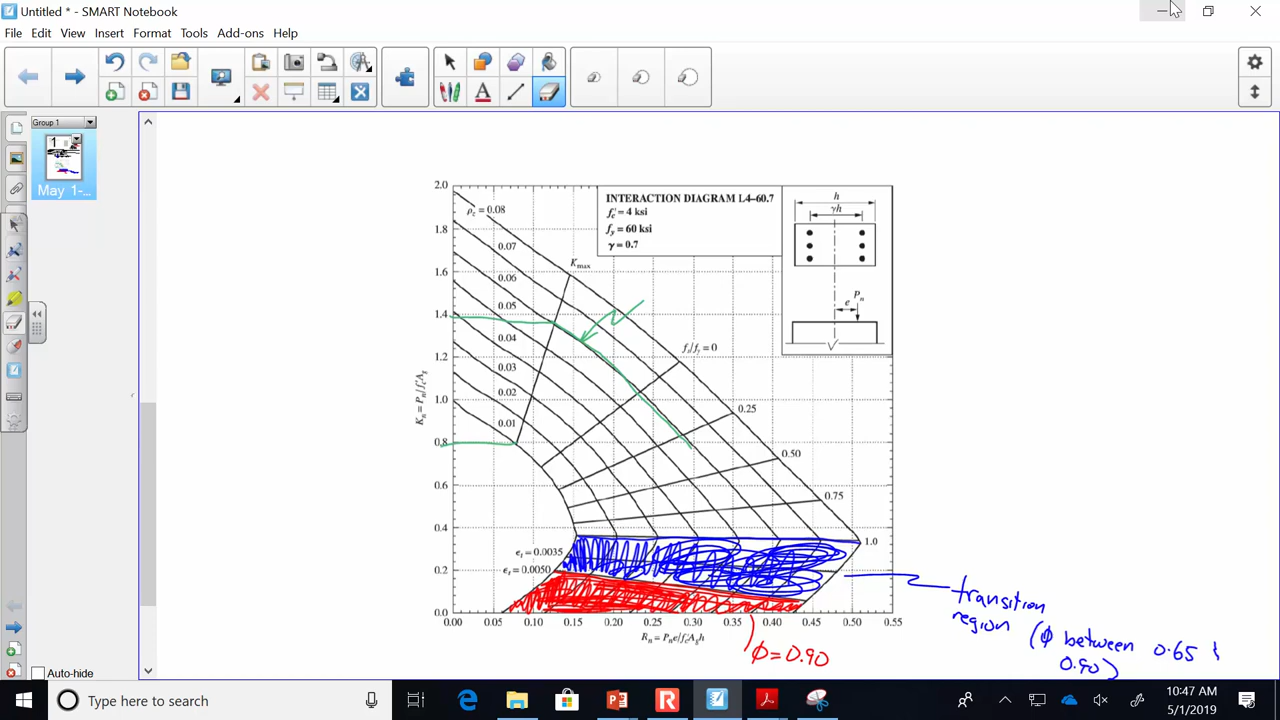 Untitled * - SMART Notebook
File Edit View Insert Format Tools Add-ons Help
Group 1
1
May 1-...
INTERACTION DIAGRAM L4–60.7
f′c = 4 ksi
fy = 60 ksi
γ = 0.7
h
γh
Pn
e
2.0
1.8
1.6
1.4
1.2
1.0
0.8
0.6
0.4
0.2
0.0
Kn = Pn/f′cAg
ρz = 0.08
0.07
0.06
0.05
0.04
0.03
0.02
0.01
Kmax
fs/fy = 0
0.25
0.50
0.75
1.0
εt = 0.0035
εt = 0.0050
0.00 0.05 0.10 0.15 0.20 0.25 0.30 0.35 0.40 0.45 0.50 0.55
Rn = Pne/f′cAgh
ϕ = 0.90
transition
region (ϕ between 0.65 &
0.90)
Auto-hide
Type here to search
10:47 AM
5/1/2019